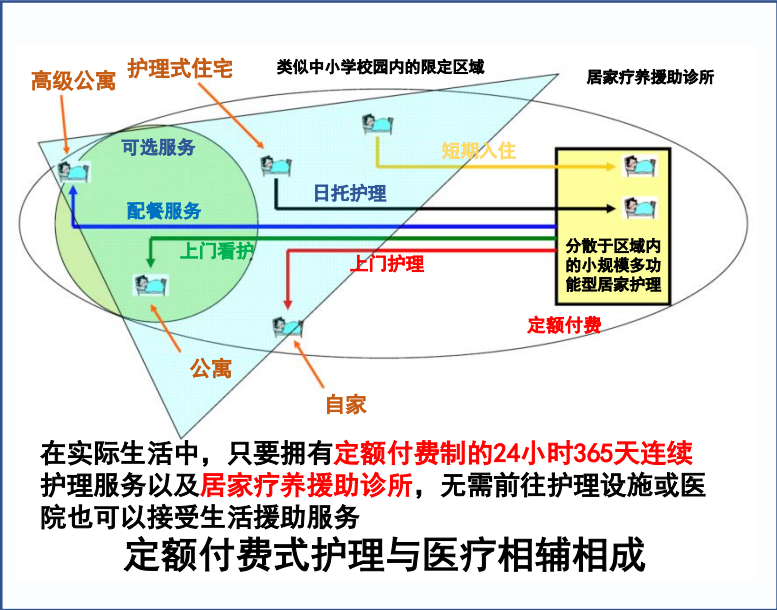 护理式住宅
类似中小学校园内的限定区域
高级公寓
居家疗养援助诊所
可选服务
短期入住
日托护理
配餐服务
上门看护
上门护理
分散于区域内
的小规模多功
能型居家护理
定额付费
公寓
自家
在实际生活中，只要拥有定额付费制的24小时365天连续
护理服务以及居家疗养援助诊所，无需前往护理设施或医
院也可以接受生活援助服务
定额付费式护理与医疗相辅相成